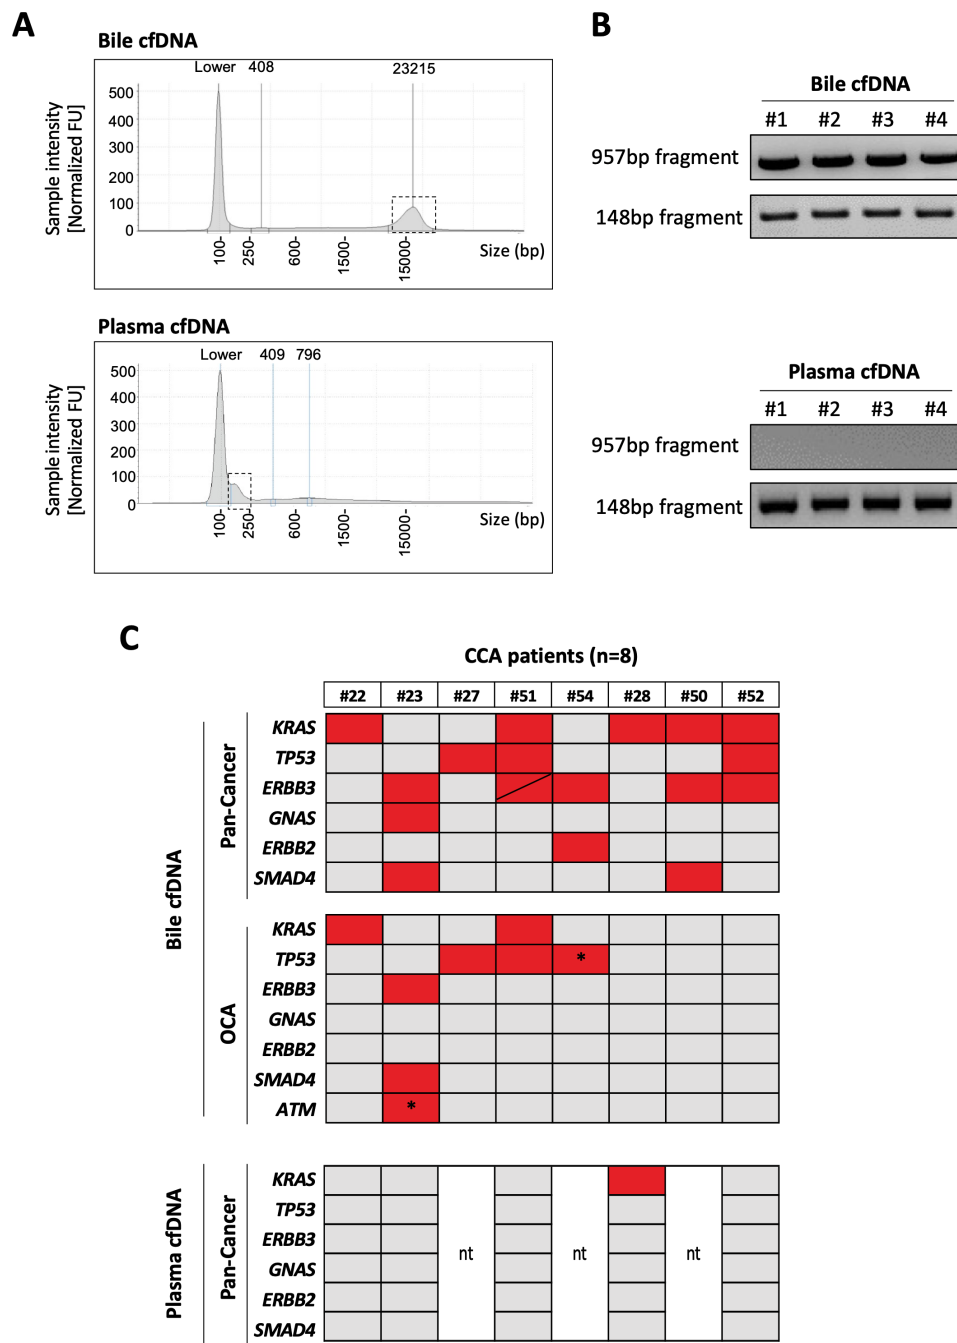 A
Bile cfDNA
Lower 408 23215
Sample intensity
[Normalized FU]
500
400
300
200
100
0
100 250 600 1500 15000
Size (bp)
Plasma cfDNA
Lower 409 796
Sample intensity
[Normalized FU]
500
400
300
200
100
0
100 250 600 1500 15000
Size (bp)
B
Bile cfDNA
#1 #2 #3 #4
957bp fragment
148bp fragment
Plasma cfDNA
#1 #2 #3 #4
957bp fragment
148bp fragment
C
CCA patients (n=8)
#22 #23 #27 #51 #54 #28 #50 #52
Bile cfDNA
Pan-Cancer
KRAS
TP53
ERBB3
GNAS
ERBB2
SMAD4
OCA
KRAS
TP53 *
ERBB3
GNAS
ERBB2
SMAD4
ATM *
Plasma cfDNA
Pan-Cancer
KRAS
TP53
ERBB3
GNAS
ERBB2
SMAD4
nt nt nt